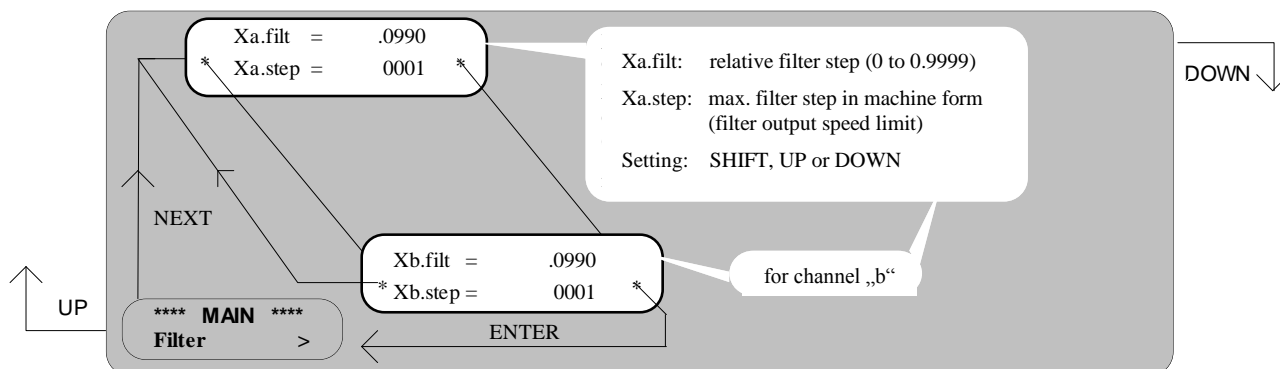 Xa.filt = .0990
* Xa.step = 0001 *
Xa.filt: relative filter step (0 to 0.9999)
Xa.step: max. filter step in machine form
(filter output speed limit)
Setting: SHIFT, UP or DOWN
DOWN
NEXT
Xb.filt = .0990
* Xb.step = 0001 *
for channel „b“
UP
**** MAIN ****
Filter >
ENTER